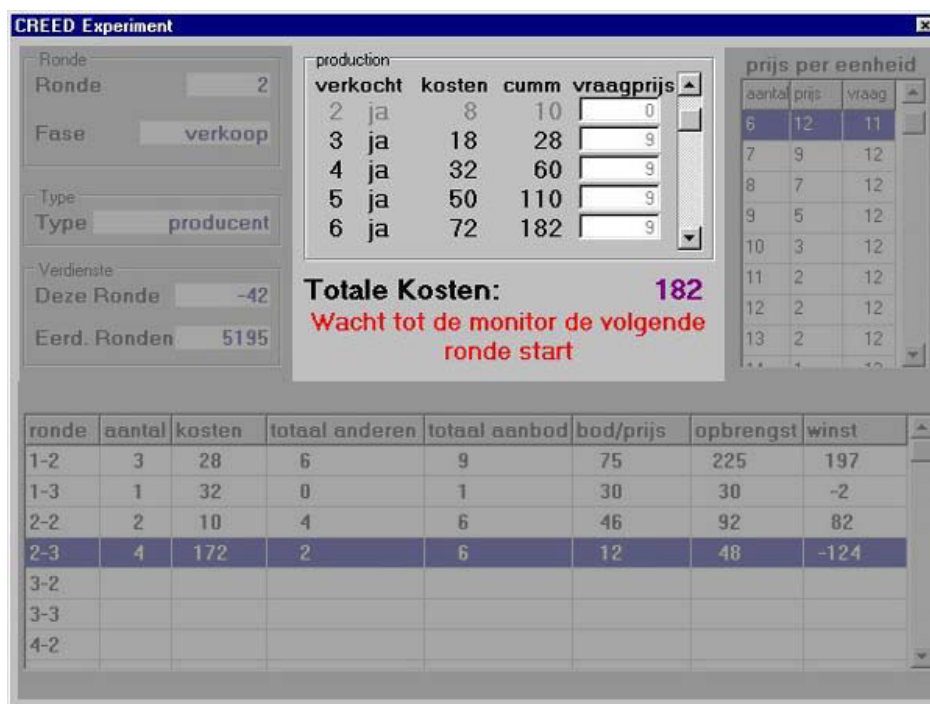 CREED Experiment
Ronde
Ronde 2
Fase verkoop
Type
Type producent
Verdienste
Deze Ronde -42
Eerd. Ronden 5195
production
verkocht kosten cumm vraagprijs
2 ja 8 10 0
3 ja 18 28 9
4 ja 32 60 9
5 ja 50 110 9
6 ja 72 182 9
Totale Kosten: 182
Wacht tot de monitor de volgende
ronde start
prijs per eenheid
aantal prijs vraag
6 12 11
7 9 12
8 7 12
9 5 12
10 3 12
11 2 12
12 2 12
13 2 12
ronde aantal kosten totaal anderen totaal aanbod bod/prijs opbrengst winst
1-2 3 28 6 9 75 225 197
1-3 1 32 0 1 30 30 -2
2-2 2 10 4 6 46 92 82
2-3 4 172 2 6 12 48 -124
3-2
3-3
4-2